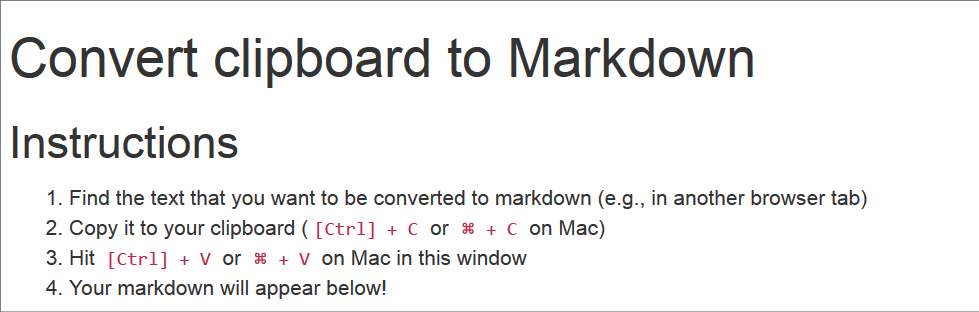 Convert clipboard to Markdown
Instructions
1. Find the text that you want to be converted to markdown (e.g., in another browser tab)
2. Copy it to your clipboard ( [Ctrl] + C or ⌘ + C on Mac)
3. Hit [Ctrl] + V or ⌘ + V on Mac in this window
4. Your markdown will appear below!